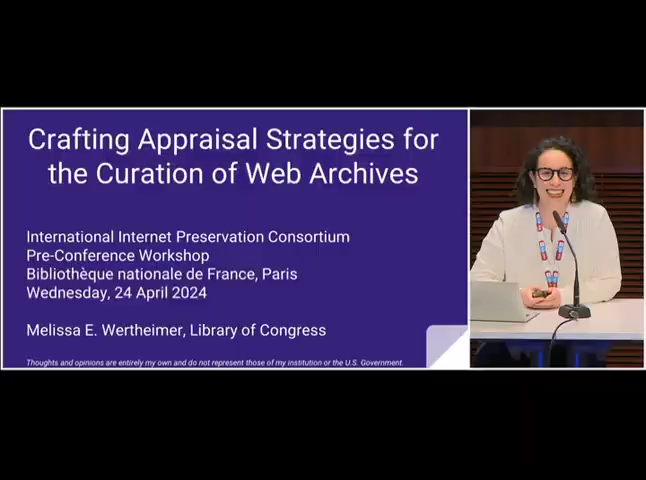 Crafting Appraisal Strategies for
the Curation of Web Archives
International Internet Preservation Consortium
Pre-Conference Workshop
Bibliothèque nationale de France, Paris
Wednesday, 24 April 2024
Melissa E. Wertheimer, Library of Congress
Thoughts and opinions are entirely my own and do not represent those of my institution or the U.S. Government.